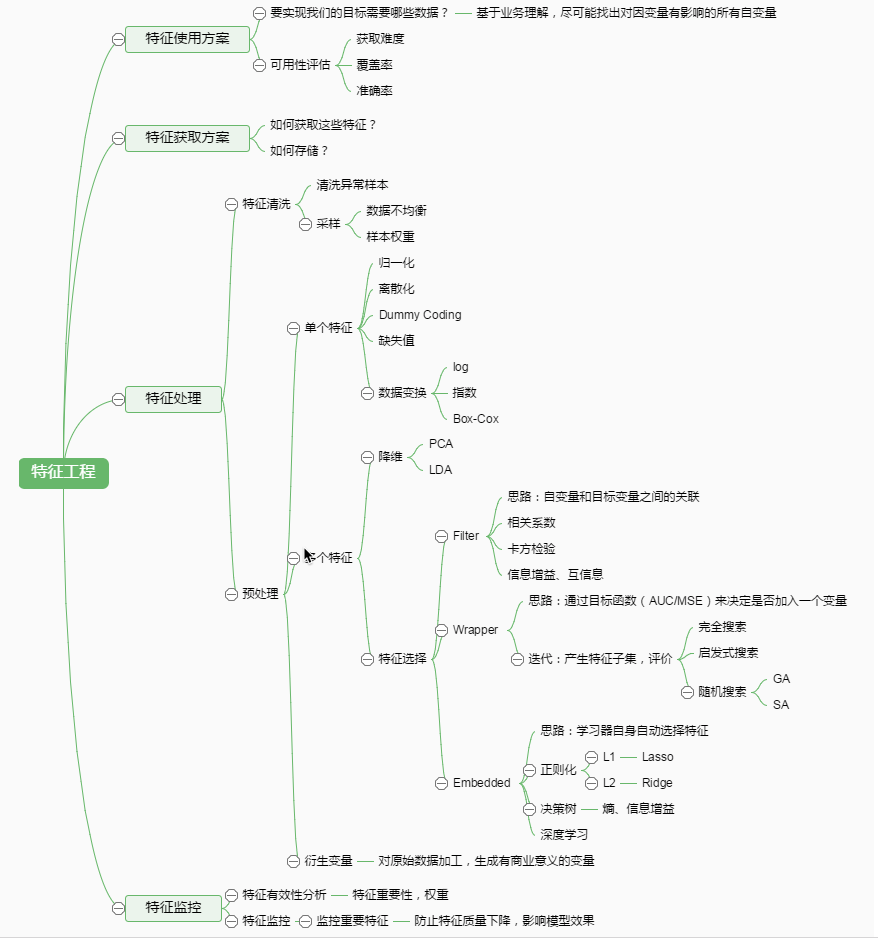 特征工程
特征使用方案
要实现我们的目标需要哪些数据？
基于业务理解，尽可能找出对因变量有影响的所有自变量
可用性评估
获取难度
覆盖率
准确率
特征获取方案
如何获取这些特征？
如何存储？
特征处理
特征清洗
清洗异常样本
采样
数据不均衡
样本权重
预处理
单个特征
归一化
离散化
Dummy Coding
缺失值
数据变换
log
指数
Box-Cox
个特征
降维
PCA
LDA
特征选择
Filter
思路：自变量和目标变量之间的关联
相关系数
卡方检验
信息增益、互信息
Wrapper
思路：通过目标函数（AUC/MSE）来决定是否加入一个变量
迭代：产生特征子集，评价
完全搜索
启发式搜索
随机搜索
GA
SA
Embedded
思路：学习器自身自动选择特征
正则化
L1
Lasso
L2
Ridge
决策树
熵、信息增益
深度学习
衍生变量
对原始数据加工，生成有商业意义的变量
特征监控
特征有效性分析
特征重要性，权重
特征监控
监控重要特征
防止特征质量下降，影响模型效果